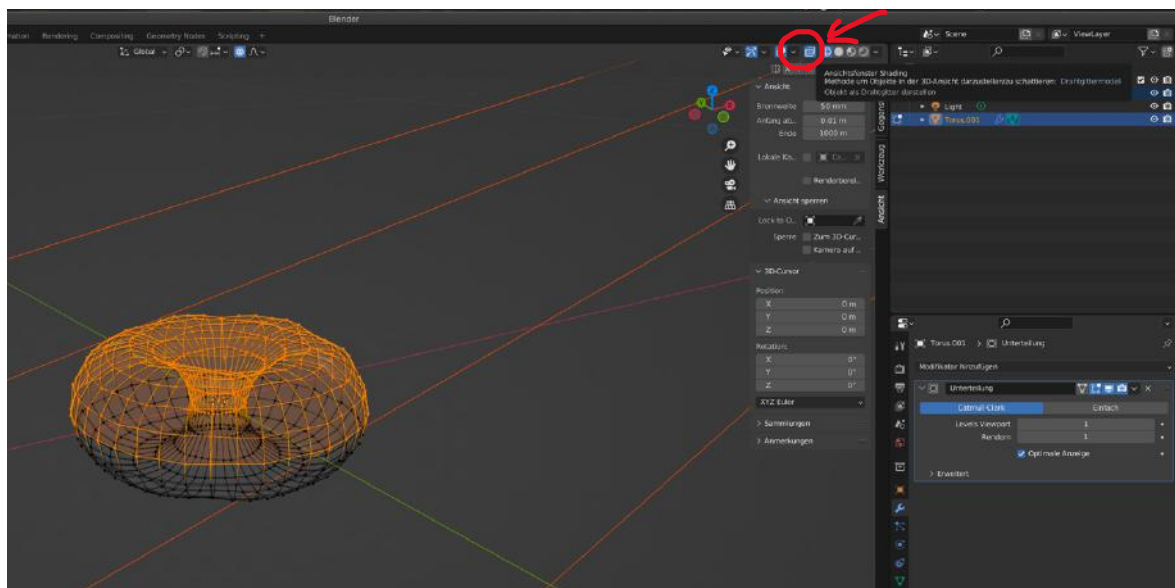 Blender
mation Rendering Compositing Geometry Nodes Scripting +
Global
Scene
ViewLayer
Ansichtsfenster Shading
Methode um Objekte in der 3D-Ansicht darzustellen/zu schattieren: Drahtgittermodell
Objekt als Drahtgitter darstellen
Ansicht
Brennweite 50 mm
Anfang ab... 0.01 m
Ende 1000 m
Lokale Ka...
Renderberei...
Ansicht sperren
Lock to O...
Sperre Zum 3D-Cur...
Kamera auf ...
3D-Cursor
Position:
X 0 m
Y 0 m
Z 0 m
Rotation:
X 0°
Y 0°
Z 0°
XYZ Euler
Sammlungen
Anmerkungen
Werkzeug
Ansicht
Light
Torus.001
Torus.001 > Unterteilung
Modifikator hinzufügen
Unterteilung
Catmull-Clark Einfach
Levels Viewport 1
Rendern 1
Optimale Anzeige
Erweitert